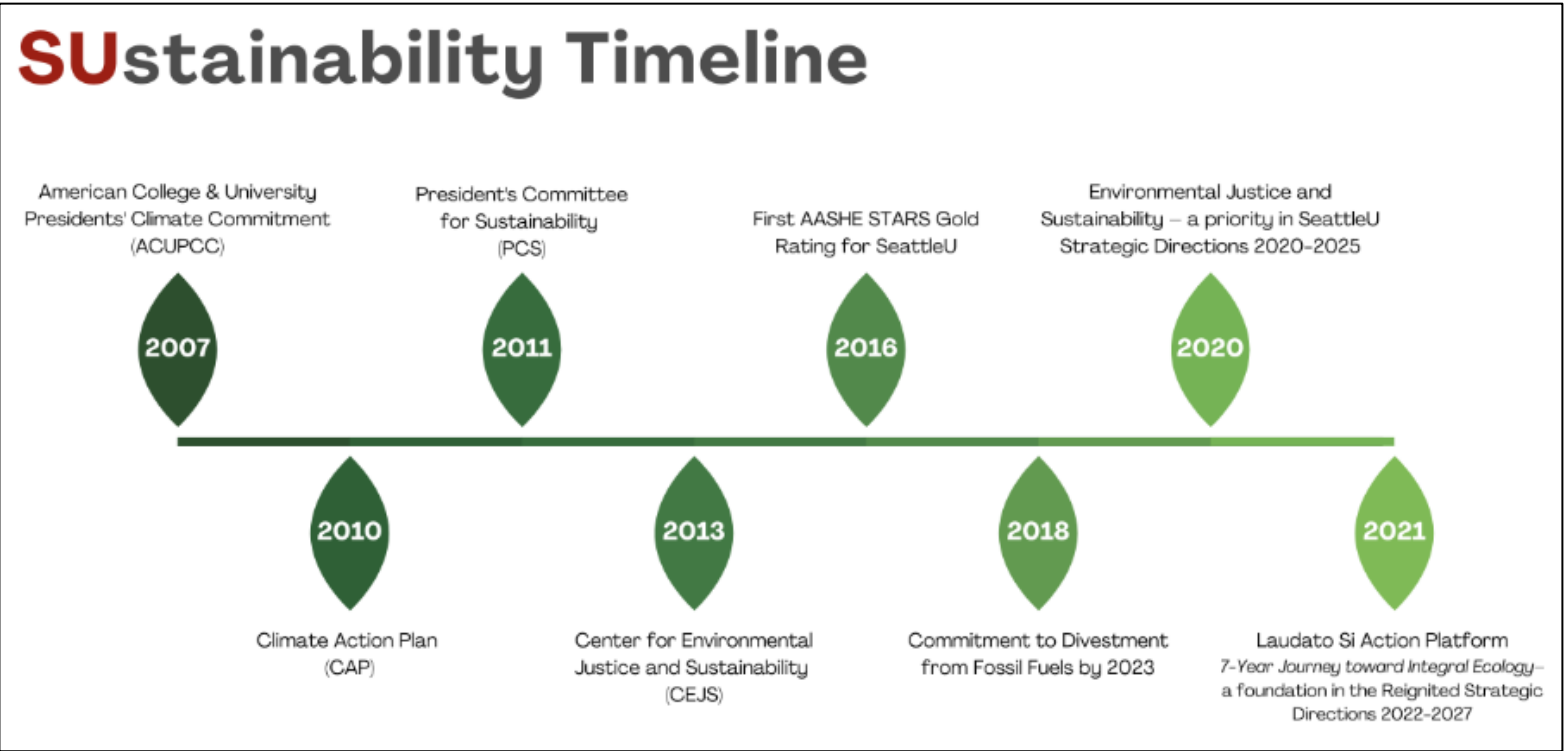 SUstainability Timeline
American College & University
Presidents' Climate Commitment
(ACUPCC)
President's Committee
for Sustainability
(PCS)
First AASHE STARS Gold
Rating for SeattleU
Environmental Justice and
Sustainability – a priority in SeattleU
Strategic Directions 2020-2025
2007
2011
2016
2020
2010
2013
2018
2021
Climate Action Plan
(CAP)
Center for Environmental
Justice and Sustainability
(CEJS)
Commitment to Divestment
from Fossil Fuels by 2023
Laudato Si Action Platform
7-Year Journey toward Integral Ecology–
a foundation in the Reignited Strategic
Directions 2022-2027